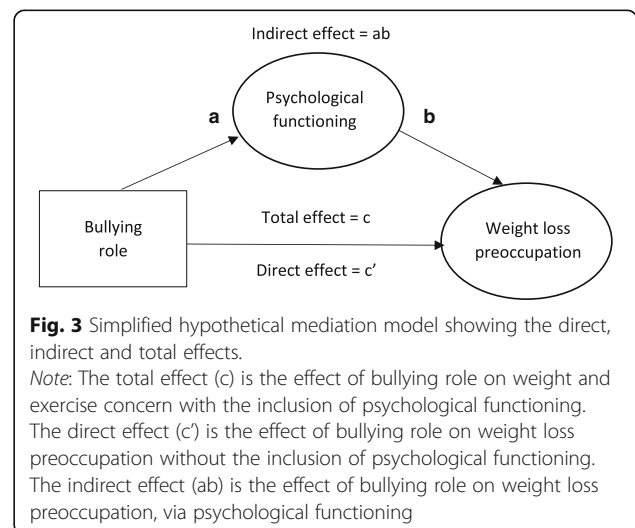 Indirect effect = ab
Psychological
functioning
a
b
Bullying
role
Total effect = c
Direct effect = c’
Weight loss
preoccupation
Fig. 3 Simplified hypothetical mediation model showing the direct,
indirect and total effects.
Note: The total effect (c) is the effect of bullying role on weight and
exercise concern with the inclusion of psychological functioning.
The direct effect (c’) is the effect of bullying role on weight loss
preoccupation without the inclusion of psychological functioning.
The indirect effect (ab) is the effect of bullying role on weight loss
preoccupation, via psychological functioning